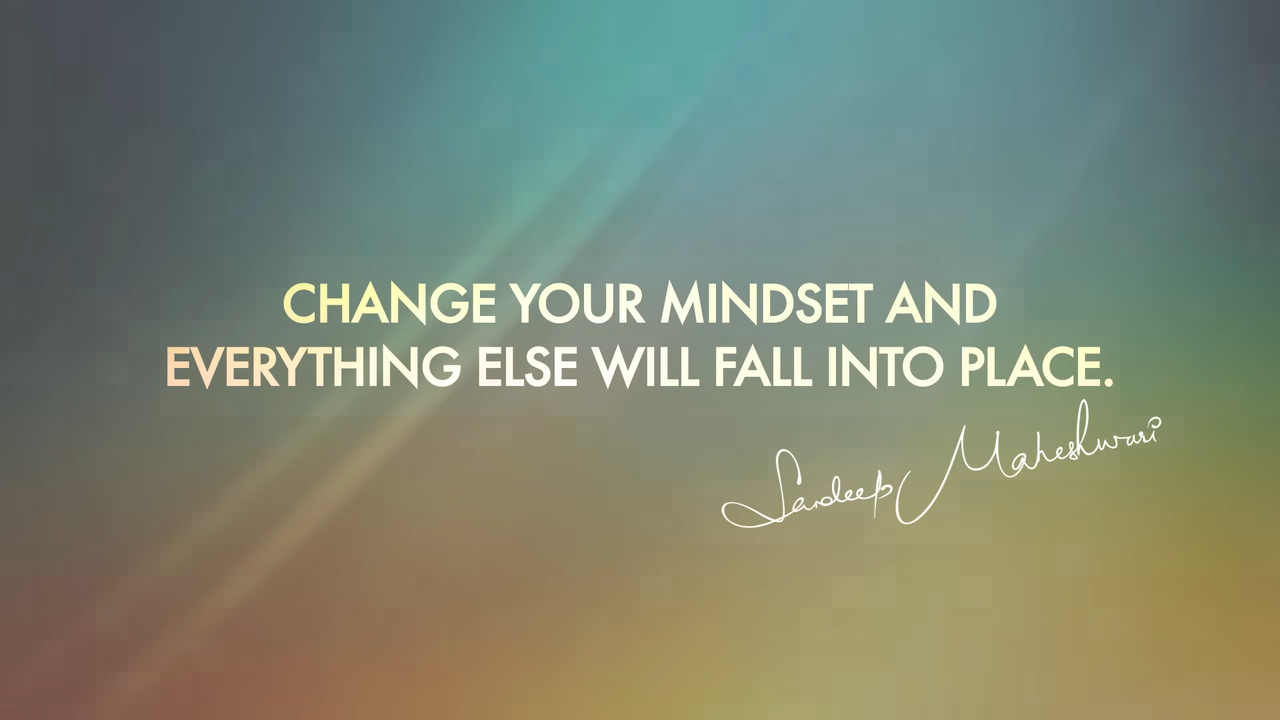 CHANGE YOUR MINDSET AND
EVERYTHING ELSE WILL FALL INTO PLACE.
Sandeep Maheshwari